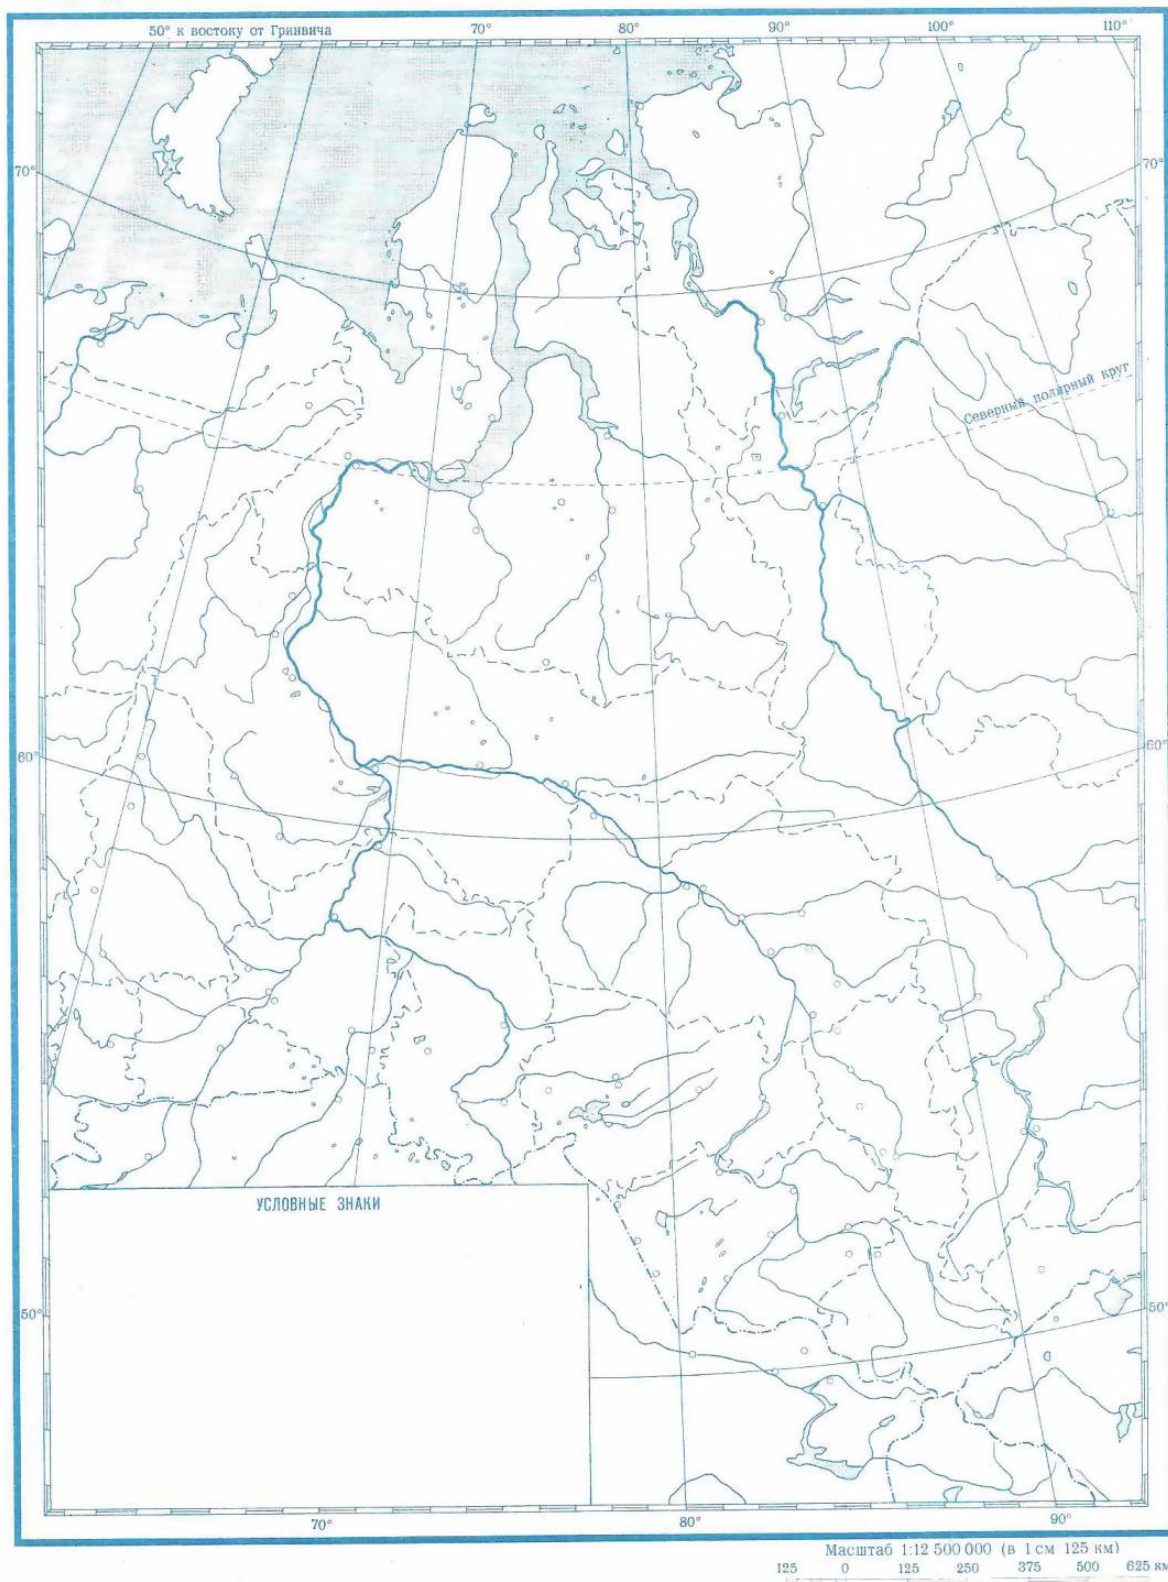 50° к востоку от Гринвича 70° 80° 90° 100° 110°
70° 70°
Северный полярный круг
60° 60°
УСЛОВНЫЕ ЗНАКИ
50° 50°
70° 80° 90°
Масштаб 1:12 500 000 (в 1 см 125 км)
125 0 125 250 375 500 625 км